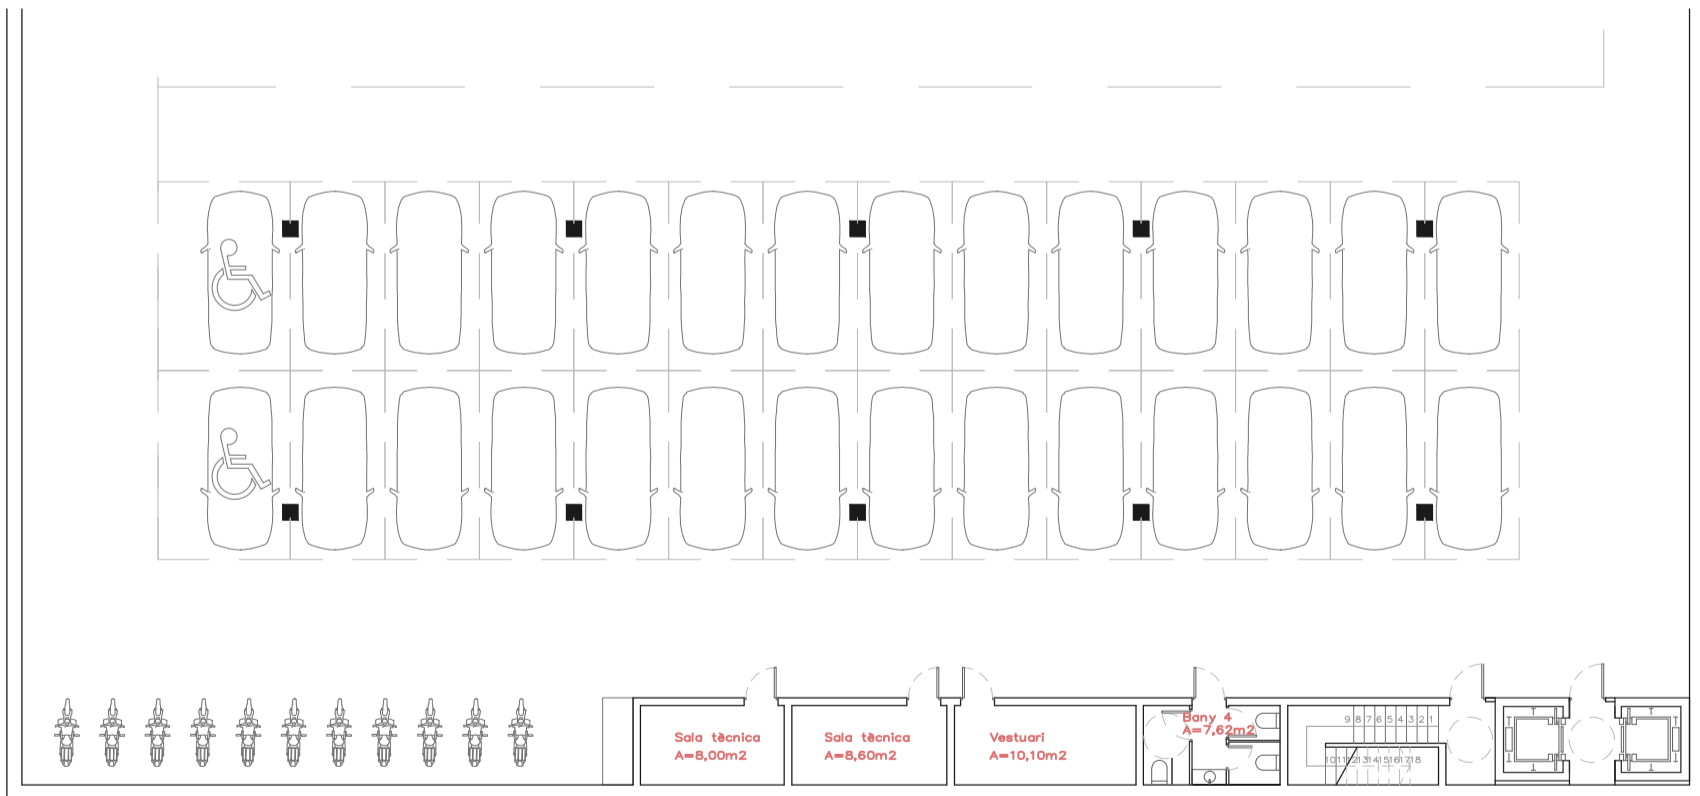 Sala tècnica
A=8,00m2
Sala tècnica
A=8,60m2
Vestuari
A=10,10m2
Bany 4
A=7,62m2
9 8 7 6 5 4 3 2 1
10 11 12 13 14 15 16 17 18